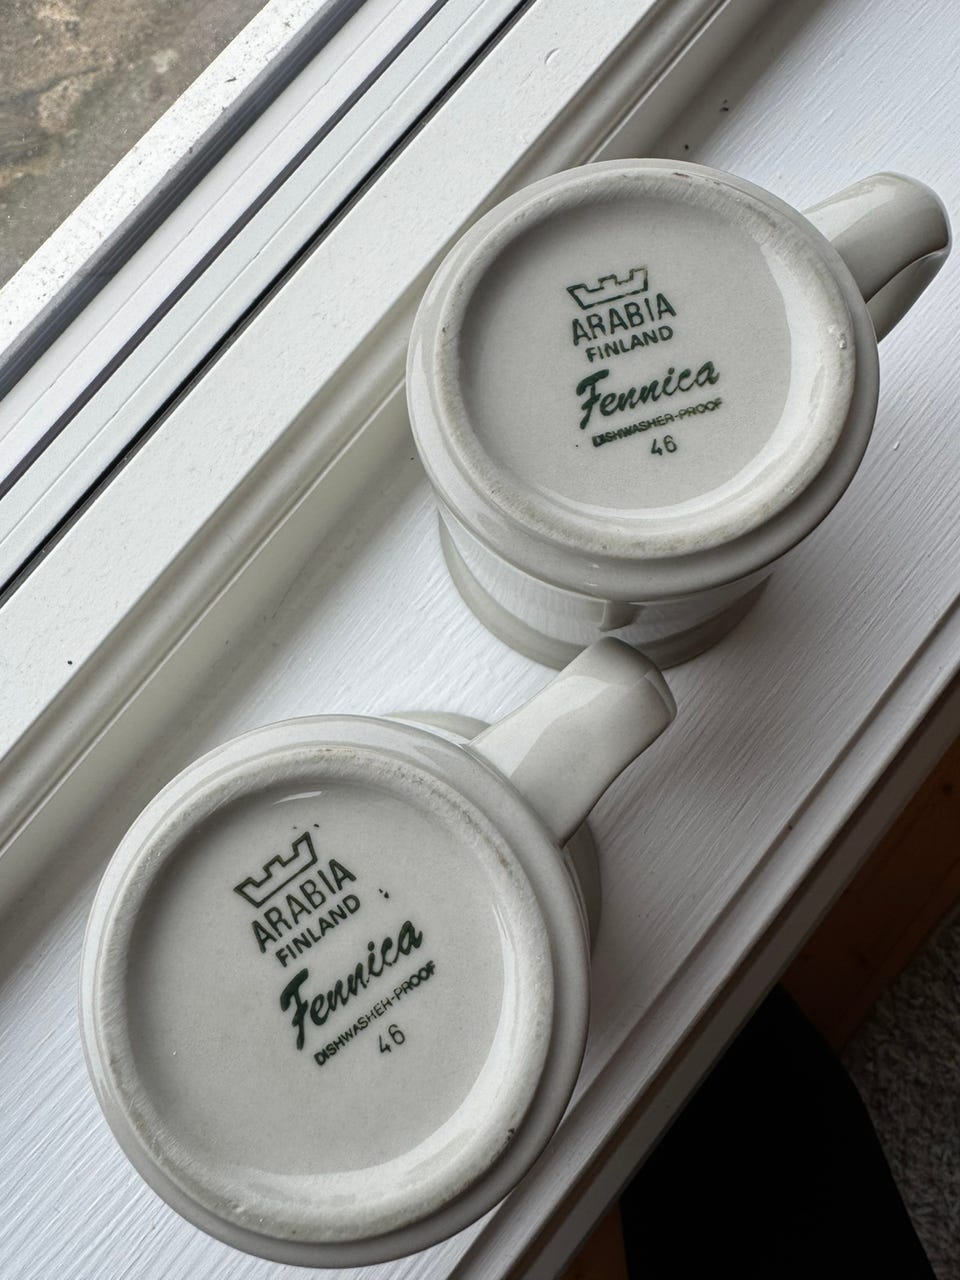 ARABIA
FINLAND
Fennica
DISHWASHER-PROOF
46
ARABIA
FINLAND
Fennica
DISHWASHER-PROOF
46